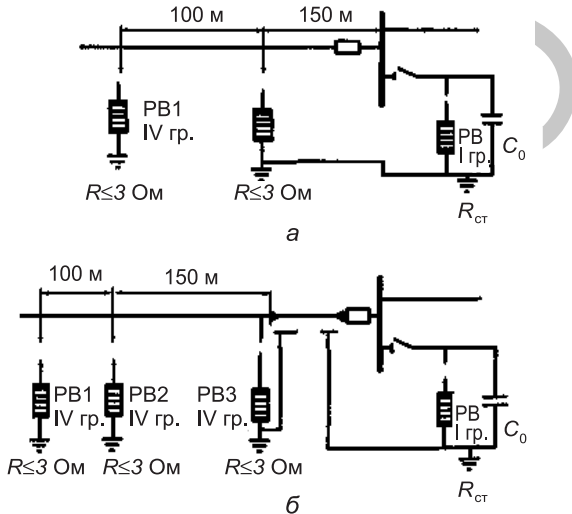 100 м 150 м
РВ1
IV гр.
R≤3 Ом
R≤3 Ом
РВ
I гр.
C₀
Rст
а
100 м 150 м
РВ1
IV гр.
РВ2
IV гр.
РВ3
IV гр.
R≤3 Ом
R≤3 Ом
R≤3 Ом
РВ
I гр.
C₀
Rст
б